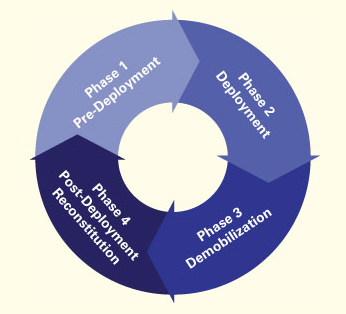 Phase 1
Pre-Deployment
Phase 2
Deployment
Phase 3
Demobilization
Phase 4
Post-Deployment
Reconstitution